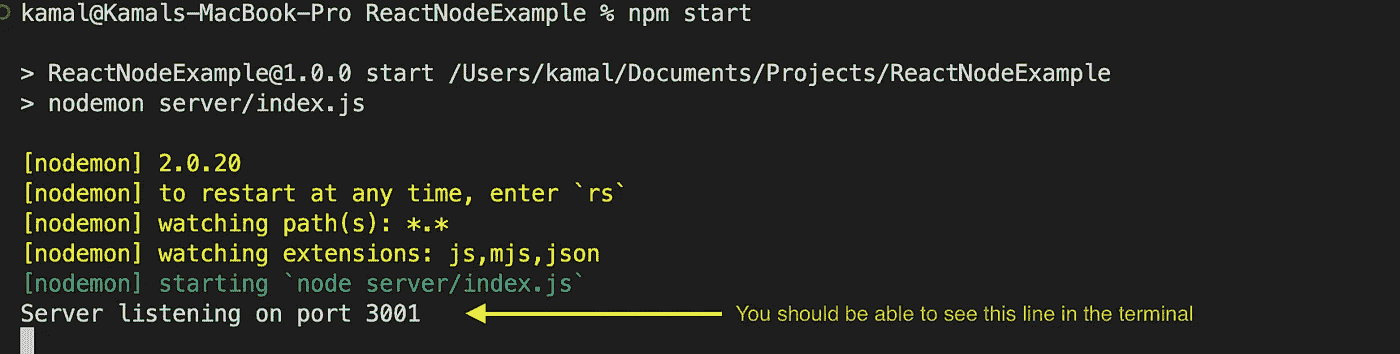 kamal@Kamals-MacBook-Pro ReactNodeExample % npm start
> ReactNodeExample@1.0.0 start /Users/kamal/Documents/Projects/ReactNodeExample
> nodemon server/index.js
[nodemon] 2.0.20
[nodemon] to restart at any time, enter `rs`
[nodemon] watching path(s): *.*
[nodemon] watching extensions: js,mjs,json
[nodemon] starting `node server/index.js`
Server listening on port 3001 You should be able to see this line in the terminal